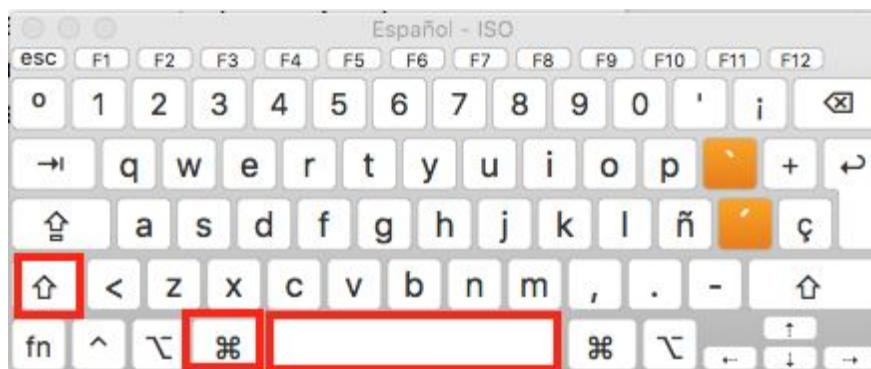 Español - ISO
esc F1 F2 F3 F4 F5 F6 F7 F8 F9 F10 F11 F12
º 1 2 3 4 5 6 7 8 9 0 ' ¡ ⌫
⇥ q w e r t y u i o p ` + ↩
⇪ a s d f g h j k l ñ ´ ç
⇧ < z x c v b n m , . - ⇧
fn ^ ⌥ ⌘ ⌘ ⌥ ← ↑ ↓ →